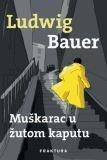 Ludwig
Bauer
Muškarac u
žutom kaputu
FRAKTURA